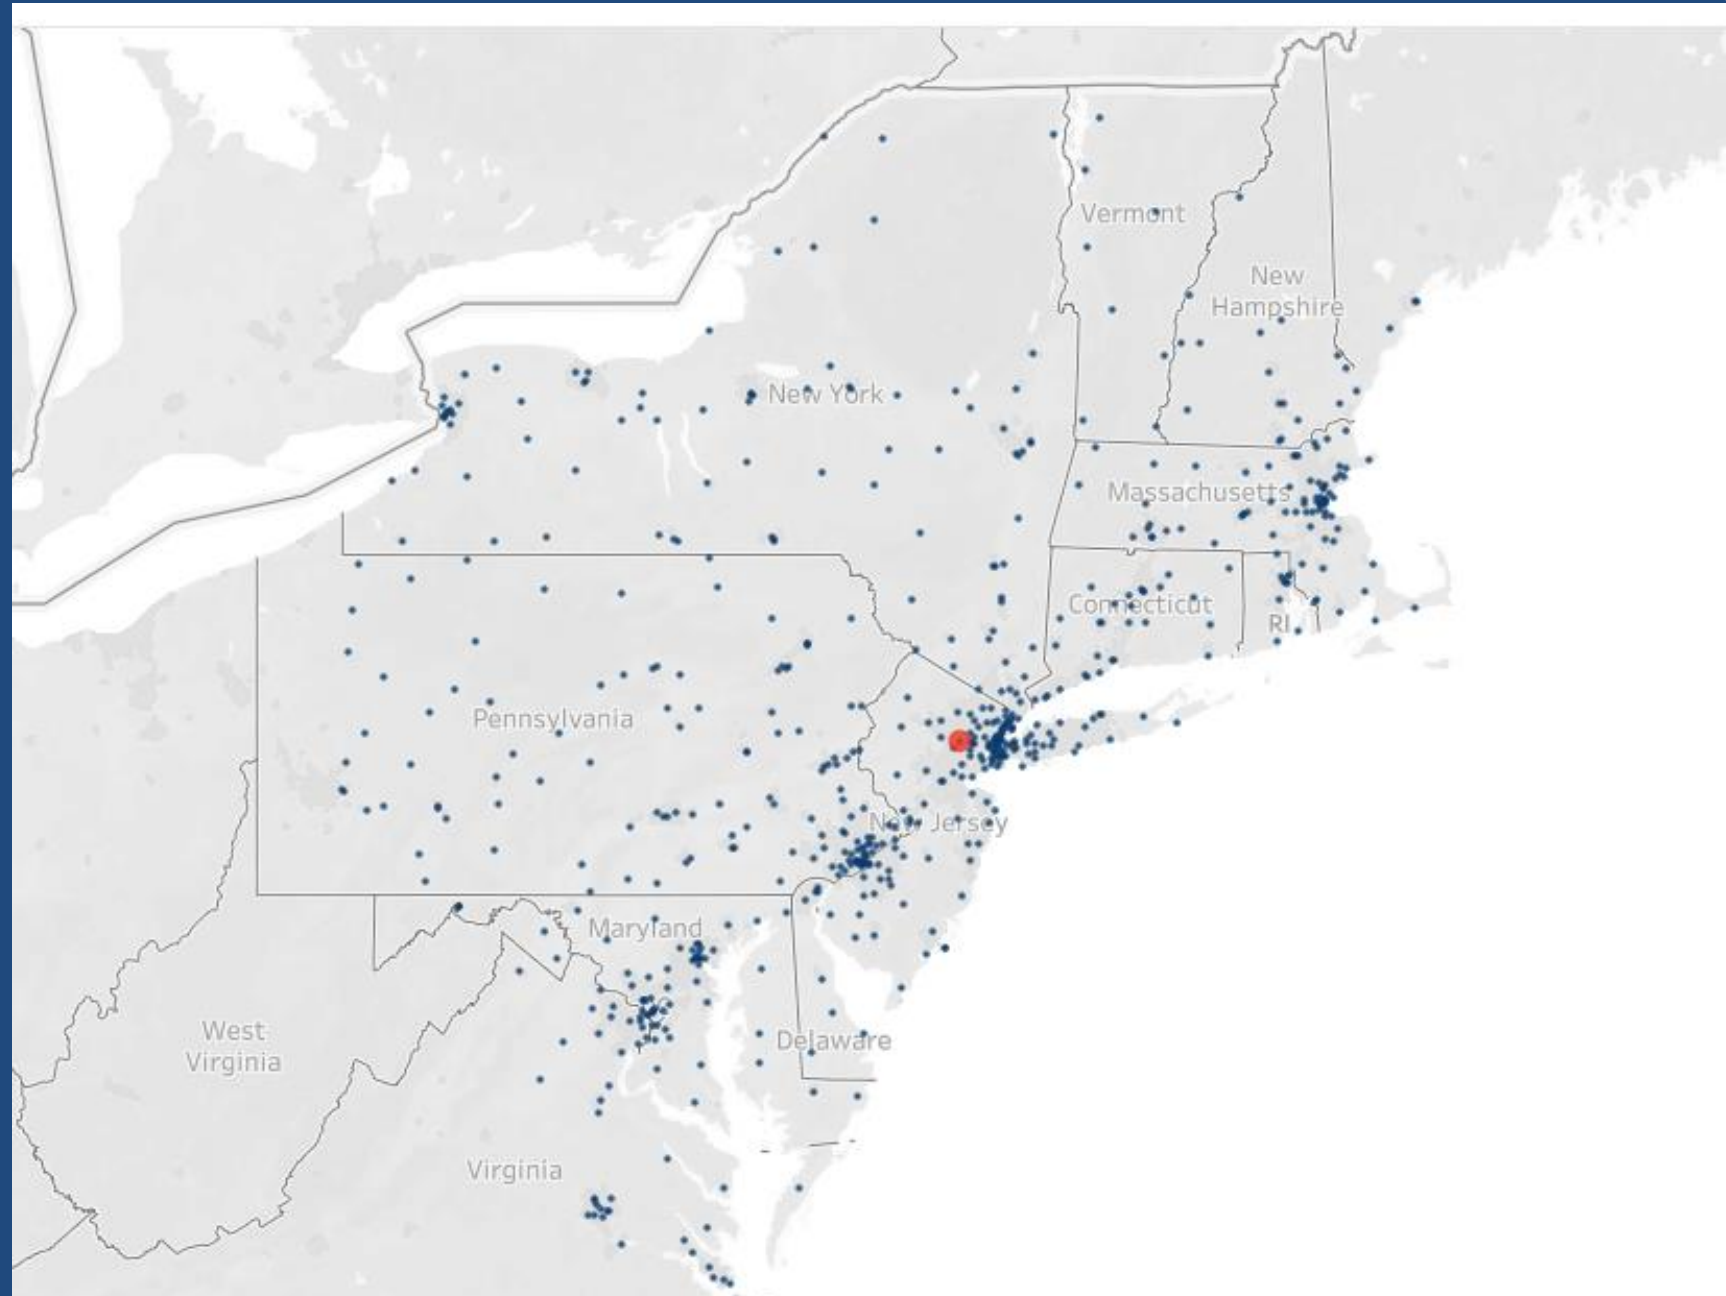 Vermont
New
Hampshire
New York
Massachusetts
Connecticut
RI
Pennsylvania
New Jersey
Maryland
West
Virginia
Delaware
Virginia